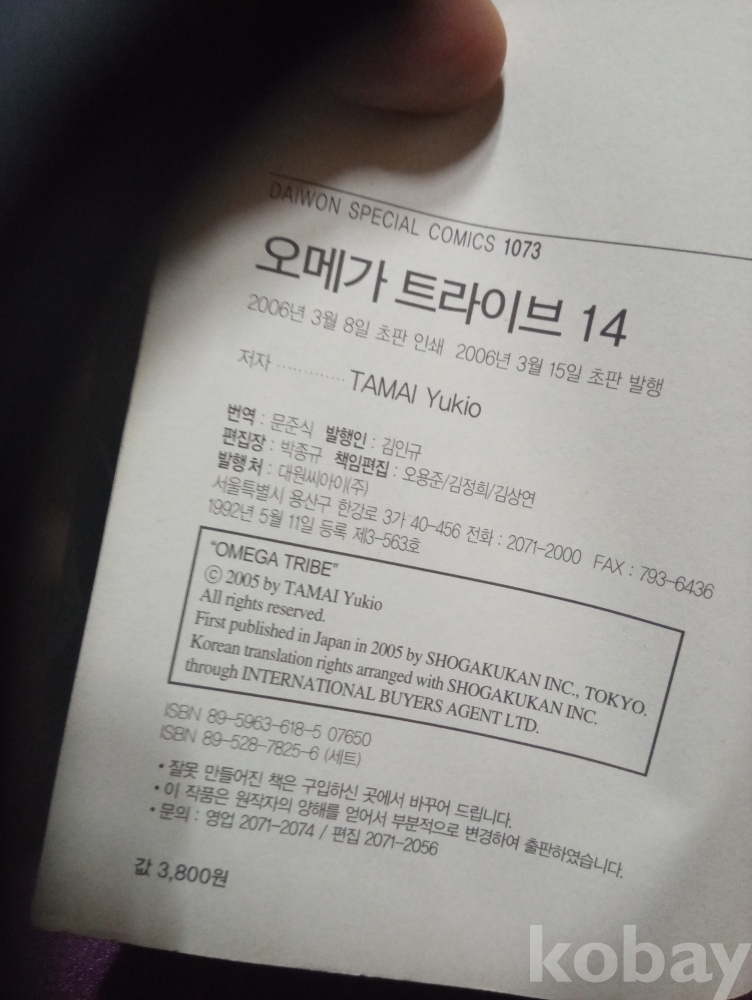 DAIWON SPECIAL COMICS 1073
오메가 트라이브 14
2006년 3월 8일 초판 인쇄 2006년 3월 15일 초판 발행
저자 ············· TAMAI Yukio
번역 : 문준식 발행인 : 김인규
편집장 : 박종규 책임편집 : 오용준/김정희/김상연
발행처 : 대원씨아이(주)
서울특별시 용산구 한강로 3가 40-456 전화 : 2071-2000 FAX : 793-6436
1992년 5월 11일 등록 제3-563호
"OMEGA TRIBE"
ⓒ 2005 by TAMAI Yukio
All rights reserved.
First published in Japan in 2005 by SHOGAKUKAN INC., TOKYO.
Korean translation rights arranged with SHOGAKUKAN INC.
through INTERNATIONAL BUYERS AGENT LTD.
ISBN 89-5963-618-5 07650
ISBN 89-528-7825-6 (세트)
• 잘못 만들어진 책은 구입하신 곳에서 바꾸어 드립니다.
• 이 작품은 원작자의 양해를 얻어서 부분적으로 변경하여 출판하였습니다.
• 문의 : 영업 2071-2074 / 편집 2071-2056
값 3,800원
kobay